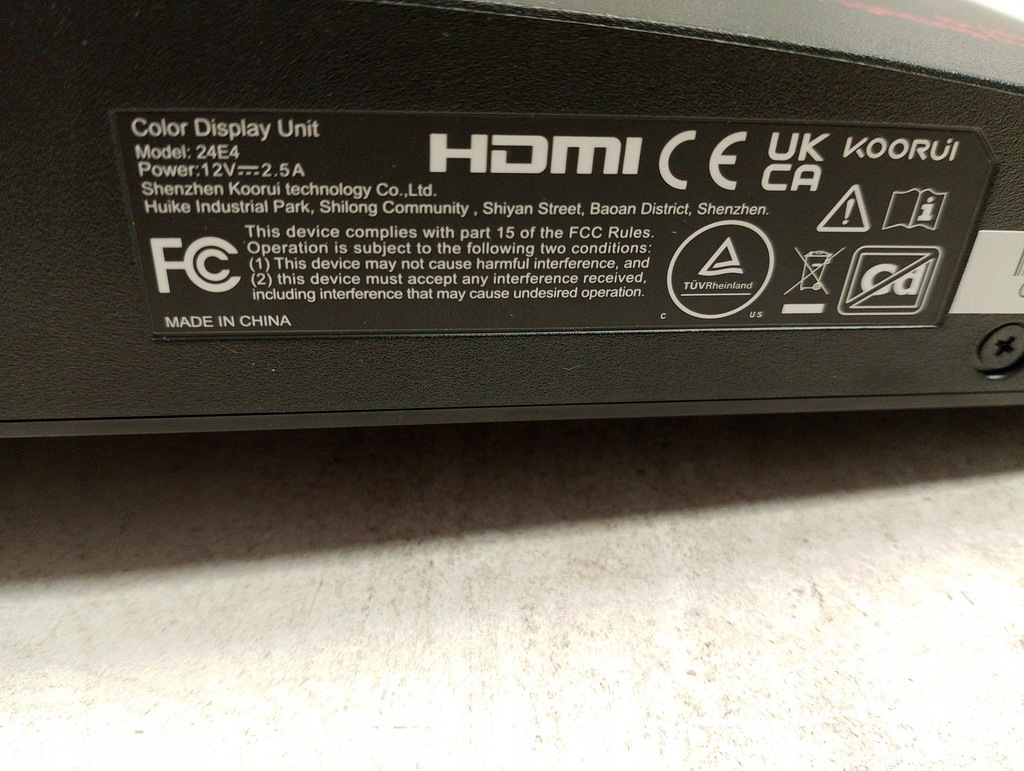 Color Display Unit
Model: 24E4
Power:12V⎓2.5A
Shenzhen Koorui technology Co.,Ltd.
Huike Industrial Park, Shilong Community , Shiyan Street, Baoan District, Shenzhen.
HDMI CE UK
CA KOORUI
FC This device complies with part 15 of the FCC Rules.
Operation is subject to the following two conditions:
(1) This device may not cause harmful interference, and
(2) this device must accept any interference received,
including interference that may cause undesired operation.
MADE IN CHINA
TÜVRheinland
C US
i
Cd